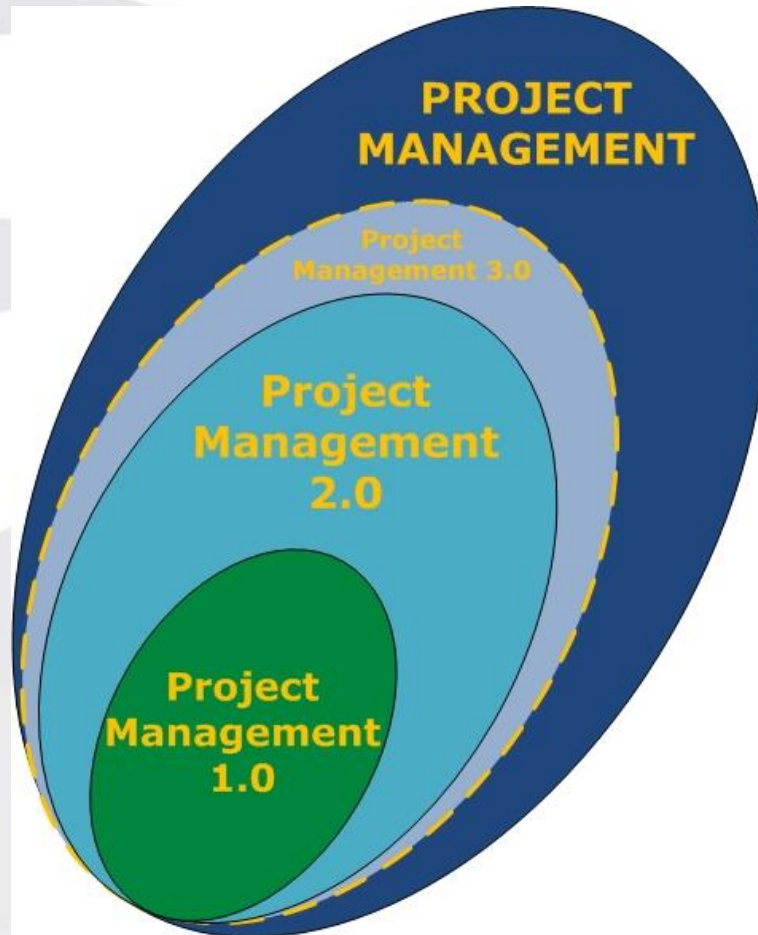 PROJECT
MANAGEMENT
Project
Management 3.0
Project
Management
2.0
Project
Management
1.0